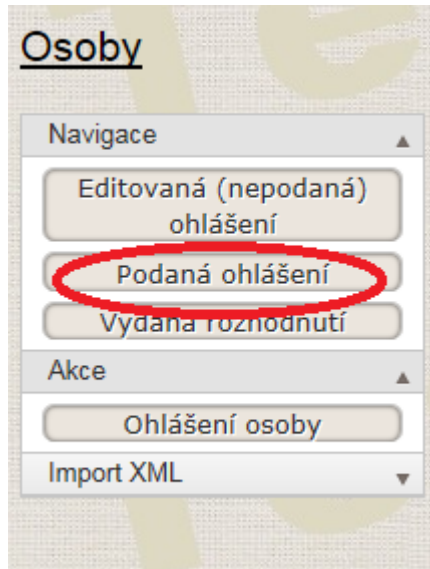 Osoby
Navigace
Editovaná (nepodaná)
ohlášení
Podaná ohlášení
Vydaná rozhodnutí
Akce
Ohlášení osoby
Import XML